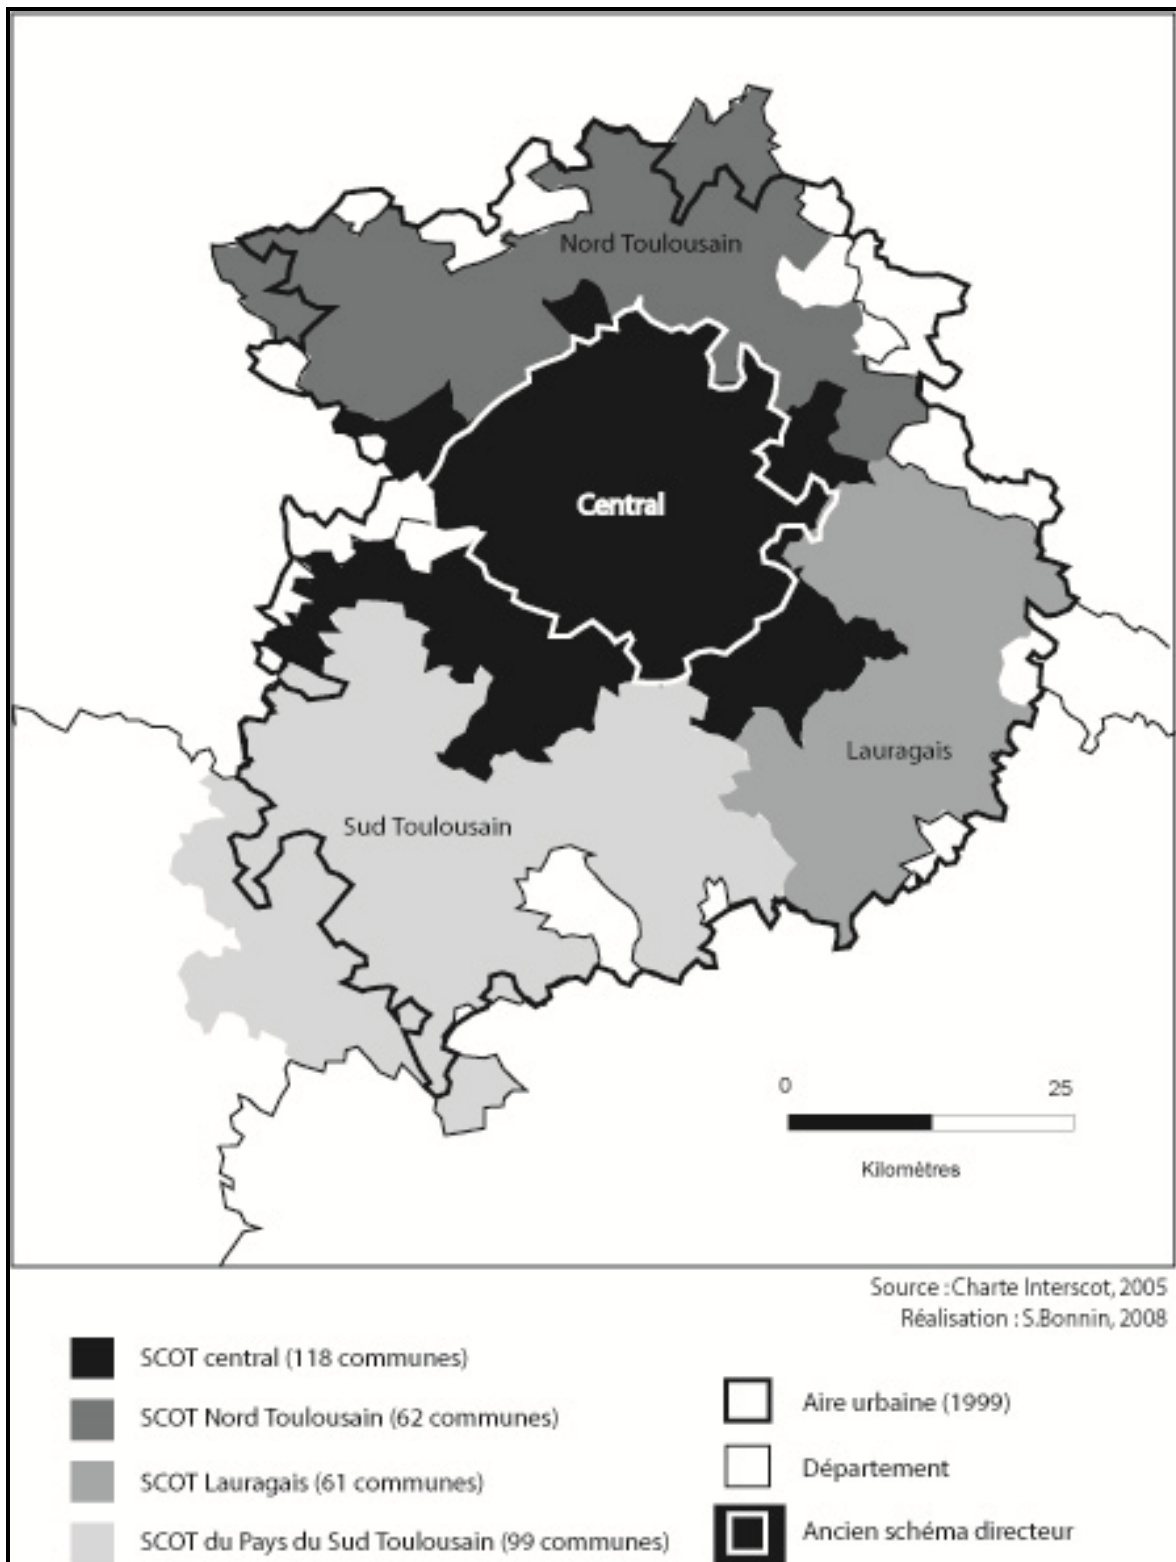 Nord Toulousain
Central
Lauragais
Sud Toulousain
0 25
Kilomètres
Source : Charte Interscot, 2005
Réalisation : S.Bonnin, 2008
SCOT central (118 communes)
SCOT Nord Toulousain (62 communes)
SCOT Lauragais (61 communes)
SCOT du Pays du Sud Toulousain (99 communes)
Aire urbaine (1999)
Département
Ancien schéma directeur